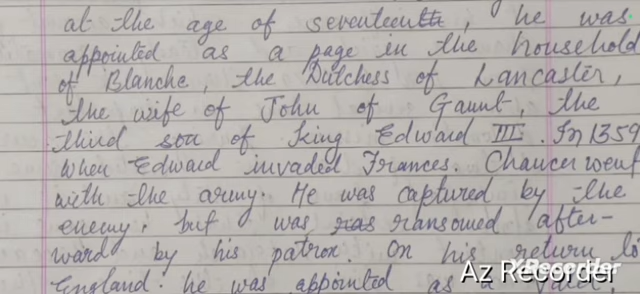 at the age of seventeenth, he was
appointed as a page in the household
of Blanche, the Dutchess of Lancaster,
the wife of John of Gaunt, the
third son of King Edward III. In 1359
When Edward invaded Frances. Chaucer went
with the army. He was captured by the
enemy, but was ras ransomed after-
ward by his patron. On his return to
England. he was appointed as valet,
Az Recorder
XRecorder